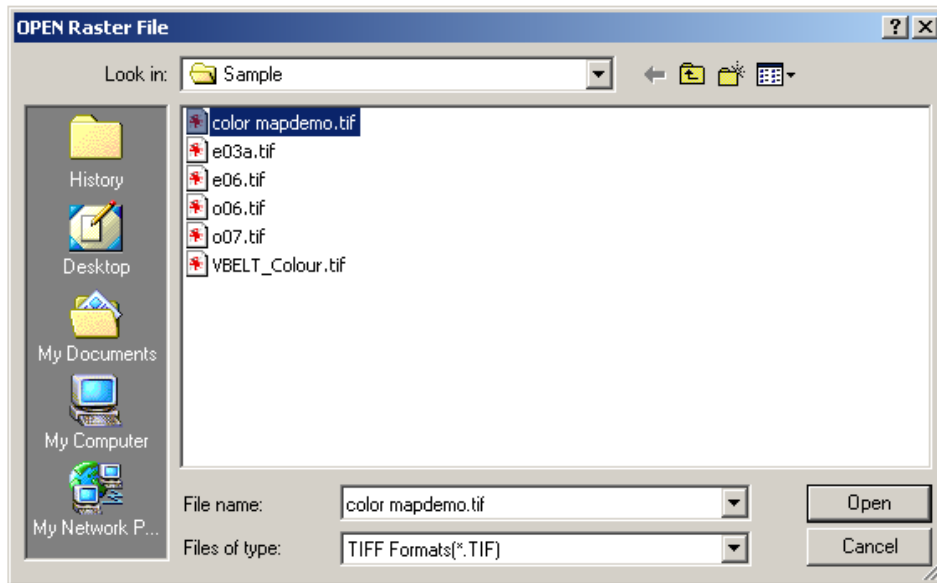 OPEN Raster File
Look in: Sample
History
Desktop
My Documents
My Computer
My Network P...
color mapdemo.tif
e03a.tif
e06.tif
o06.tif
o07.tif
VBELT_Colour.tif
File name: color mapdemo.tif Open
Files of type: TIFF Formats(*.TIF) Cancel